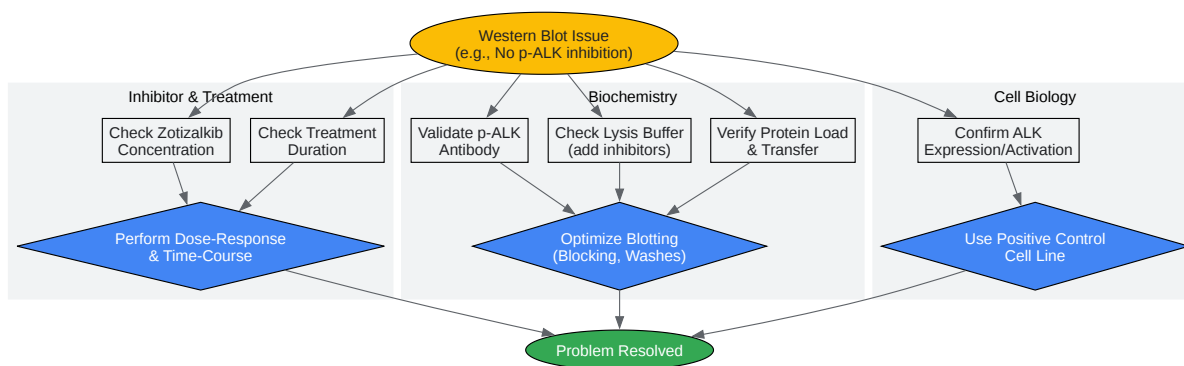 Western Blot Issue
(e.g., No p-ALK inhibition)
Inhibitor & Treatment
Biochemistry
Cell Biology
Check Zotizalkib
Concentration
Check Treatment
Duration
Validate p-ALK
Antibody
Check Lysis Buffer
(add inhibitors)
Verify Protein Load
& Transfer
Confirm ALK
Expression/Activation
Perform Dose-Response
& Time-Course
Optimize Blotting
(Blocking, Washes)
Use Positive Control
Cell Line
Problem Resolved